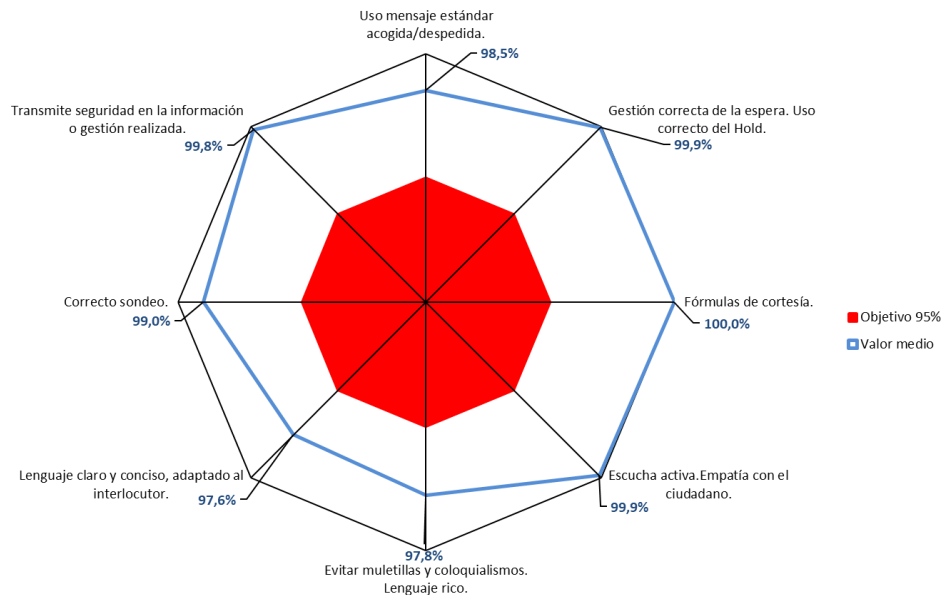 Uso mensaje estándar
acogida/despedida.
98,5%
Gestión correcta de la espera. Uso
correcto del Hold.
99,9%
Fórmulas de cortesía.
100,0%
Escucha activa.Empatía con el
ciudadano.
99,9%
97,8%
Evitar muletillas y coloquialismos.
Lenguaje rico.
Lenguaje claro y conciso, adaptado al
interlocutor.
97,6%
Correcto sondeo.
99,0%
Transmite seguridad en la información
o gestión realizada.
99,8%
Objetivo 95%
Valor medio